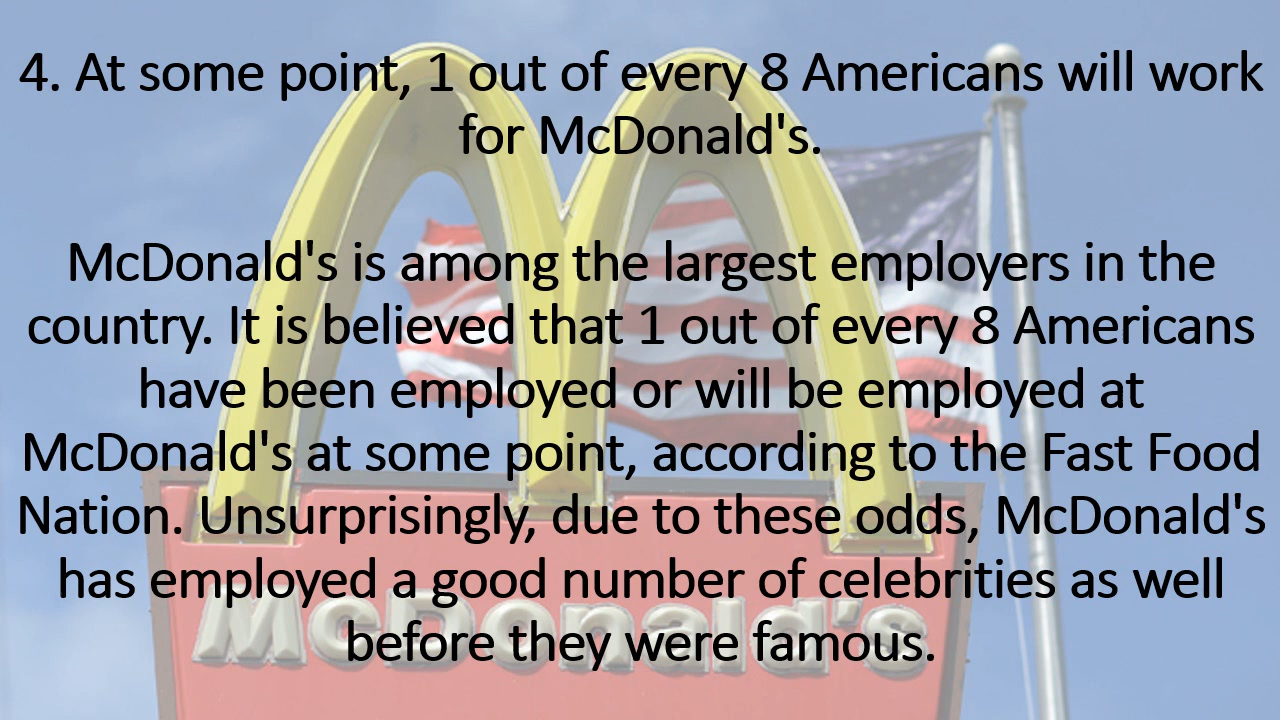 4. At some point, 1 out of every 8 Americans will work
for McDonald's.
McDonald's is among the largest employers in the
country. It is believed that 1 out of every 8 Americans
have been employed or will be employed at
McDonald's at some point, according to the Fast Food
Nation. Unsurprisingly, due to these odds, McDonald's
has employed a good number of celebrities as well
before they were famous.
McDonald's